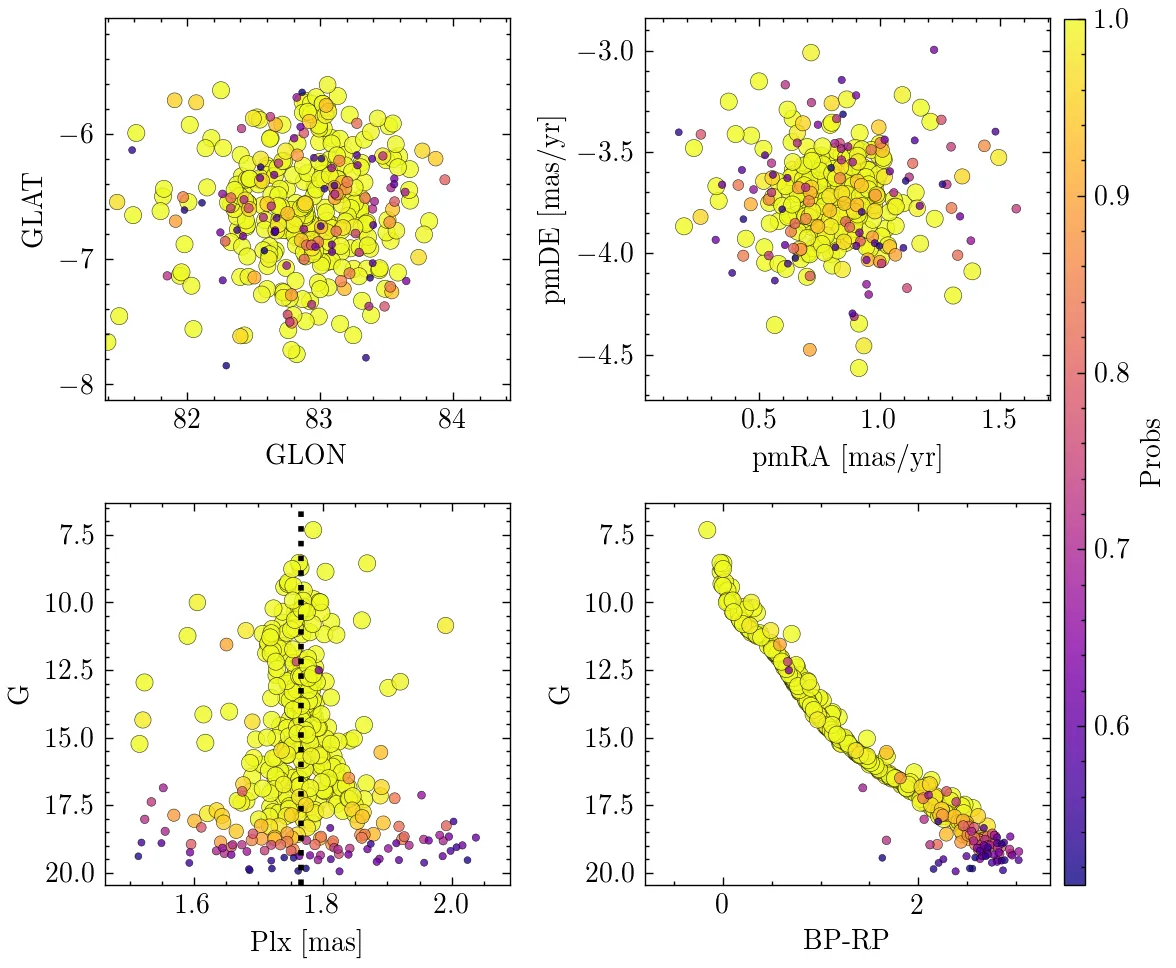 −6
−7
−8
GLAT
82 83 84
GLON
−3.0
−3.5
−4.0
−4.5
pmDE [mas/yr]
0.5 1.0 1.5
pmRA [mas/yr]
7.5
10.0
12.5
15.0
17.5
20.0
G
1.6 1.8 2.0
Plx [mas]
7.5
10.0
12.5
15.0
17.5
20.0
G
0 2
BP-RP
1.0
0.9
0.8
0.7
0.6
Probs